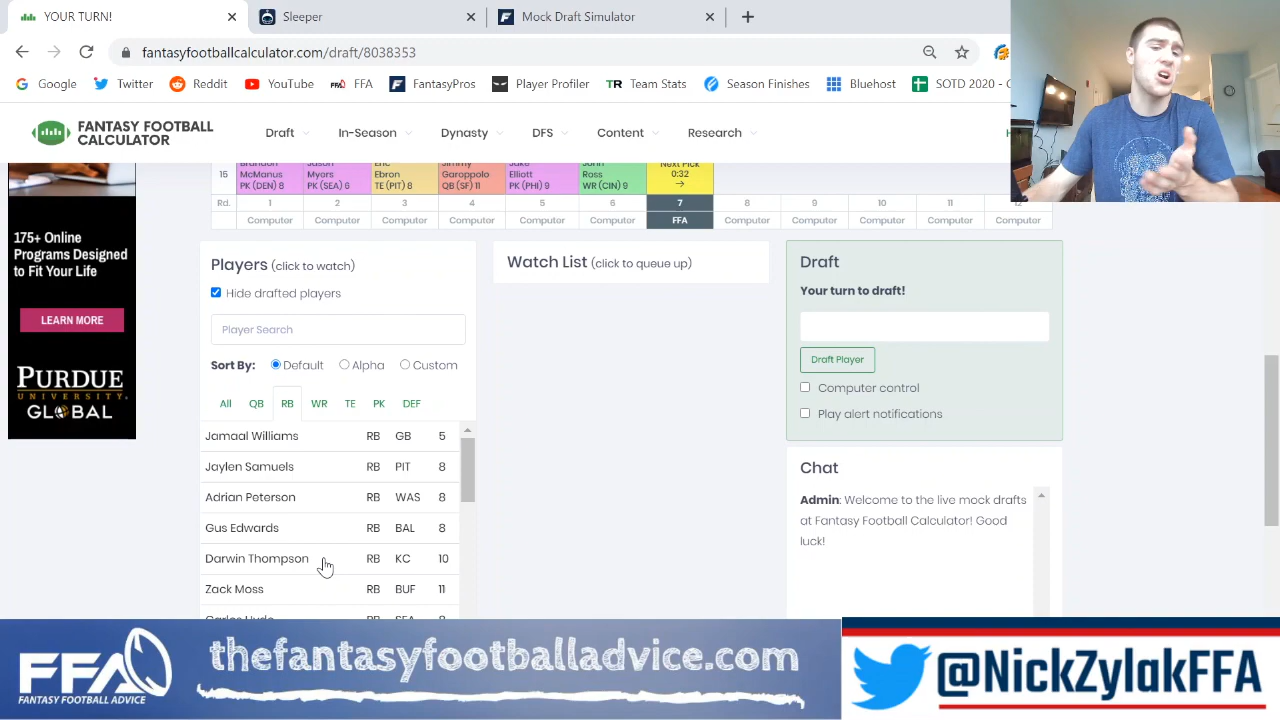 YOUR TURN!
Sleeper
Mock Draft Simulator
fantasyfootballcalculator.com/draft/8038353
Google Twitter Reddit YouTube FFA FantasyPros Player Profiler Team Stats Season Finishes Bluehost SOTD 2020 -
FANTASY FOOTBALL
CALCULATOR
Draft In-Season Dynasty DFS Content Research
15
Brandon
McManus
PK (DEN) 8
Jason
Myers
PK (SEA) 6
Eric
Ebron
TE (PIT) 8
Jimmy
Garoppolo
QB (SF) 11
Jake
Elliott
PK (PHI) 9
John
Ross
WR (CIN) 9
Next Pick
0:32
→
Rd. 1 2 3 4 5 6 7 8 9 10 11 12
Computer Computer Computer Computer Computer Computer FFA Computer Computer Computer Computer Computer
175+ Online
Programs Designed
to Fit Your Life
LEARN MORE
PURDUE
UNIVERSITY
GLOBAL
Players (click to watch)
Hide drafted players
Player Search
Sort By: Default Alpha Custom
All QB RB WR TE PK DEF
Jamaal Williams RB GB 5
Jaylen Samuels RB PIT 8
Adrian Peterson RB WAS 8
Gus Edwards RB BAL 8
Darwin Thompson RB KC 10
Zack Moss RB BUF 11
Carlos Hyde
Watch List (click to queue up)
Draft
Your turn to draft!
Draft Player
Computer control
Play alert notifications
Chat
Admin: Welcome to the live mock drafts
at Fantasy Football Calculator! Good
luck!
FFA
FANTASY FOOTBALL ADVICE
thefantasyfootballadvice.com
@NickZylakFFA